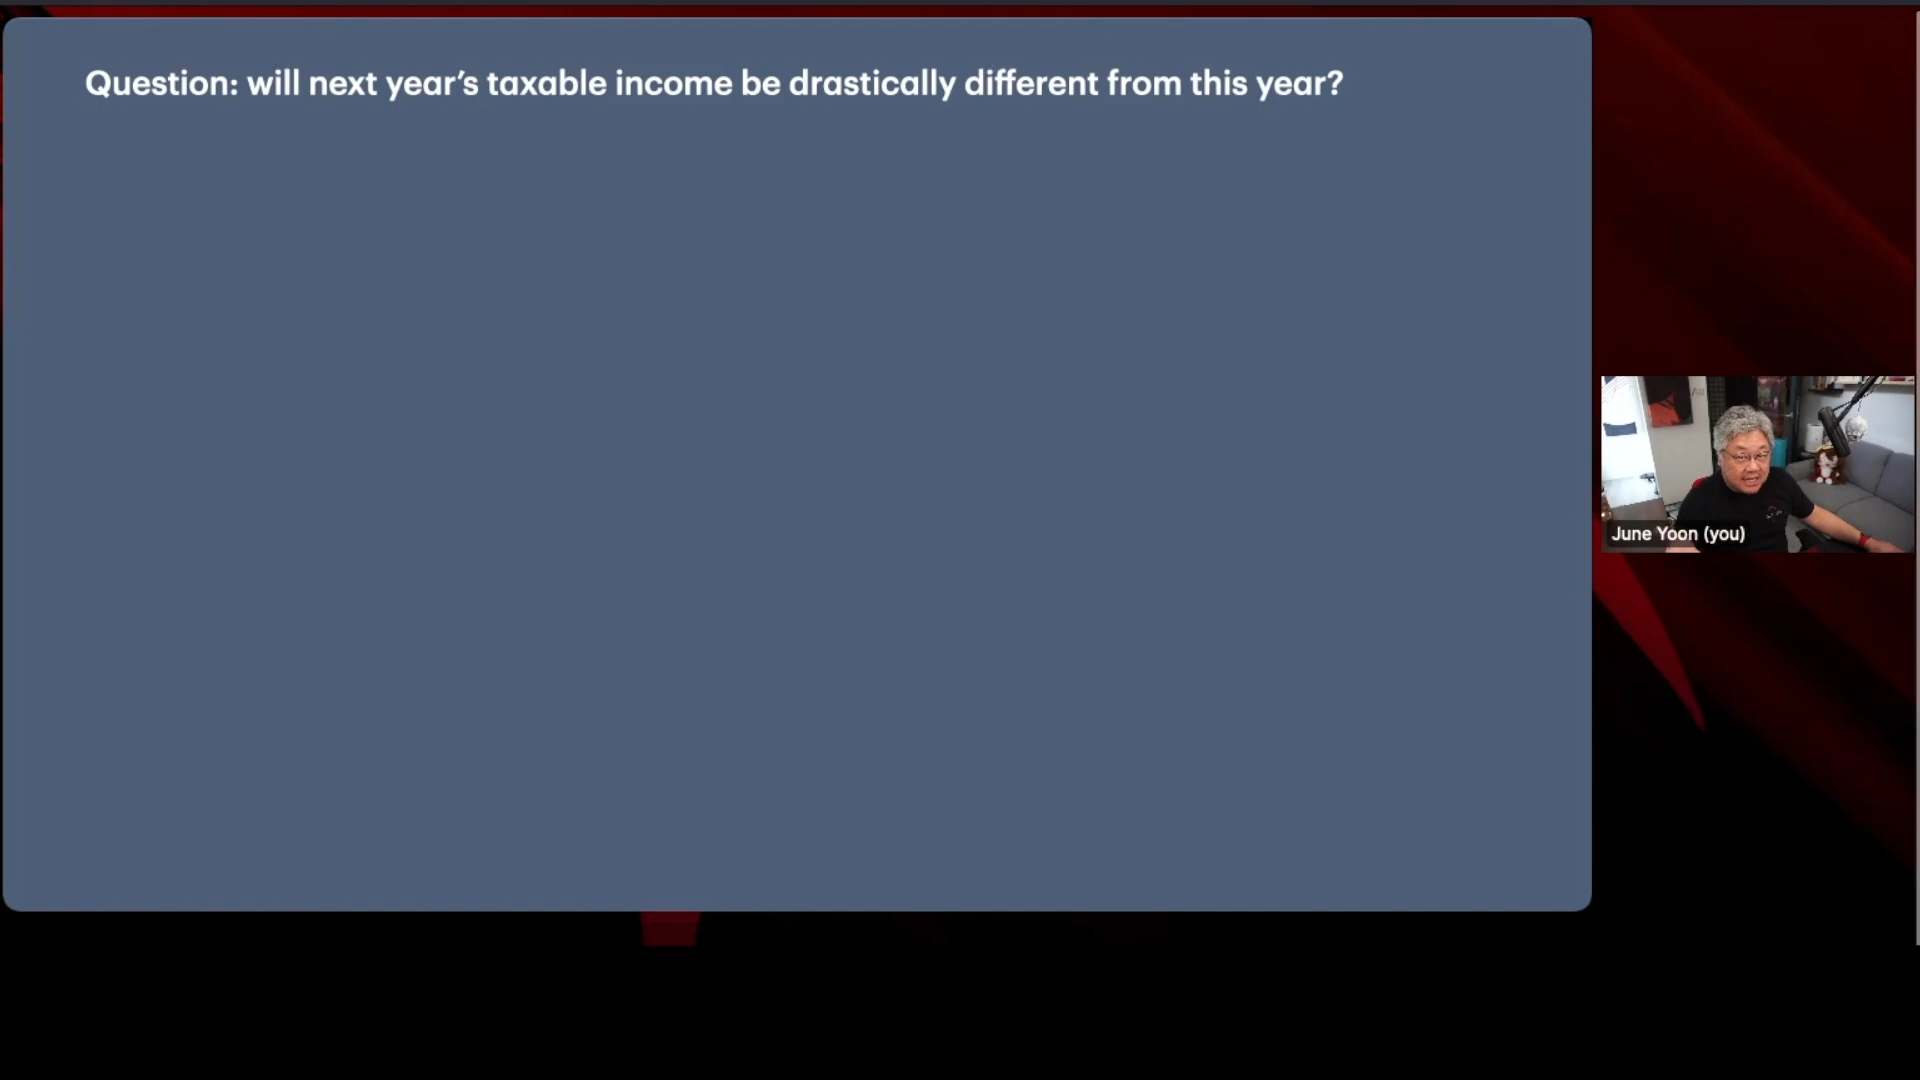 Question: will next year’s taxable income be drastically different from this year?
June Yoon (you)